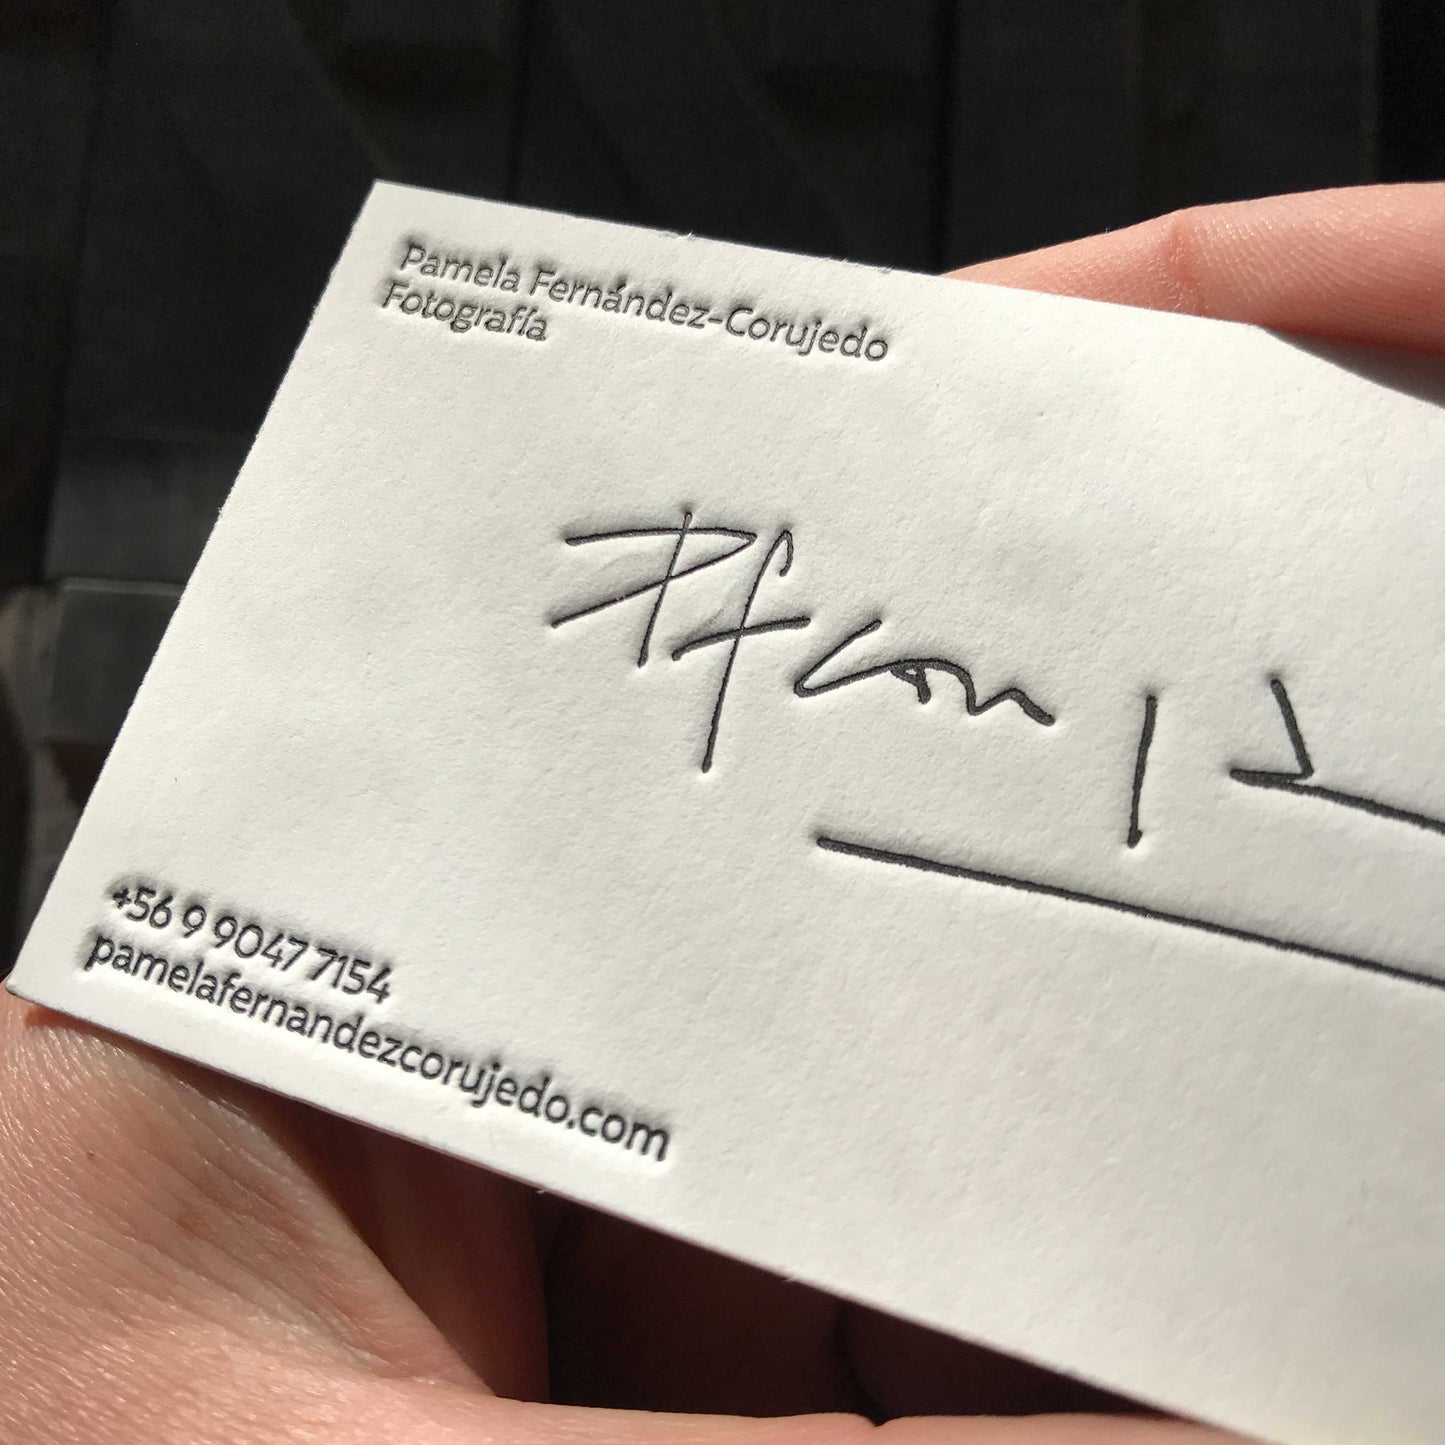 Pamela Fernández-Corujedo
Fotografía
+56 9 9047 7154
pamelafernandezcorujedo.com